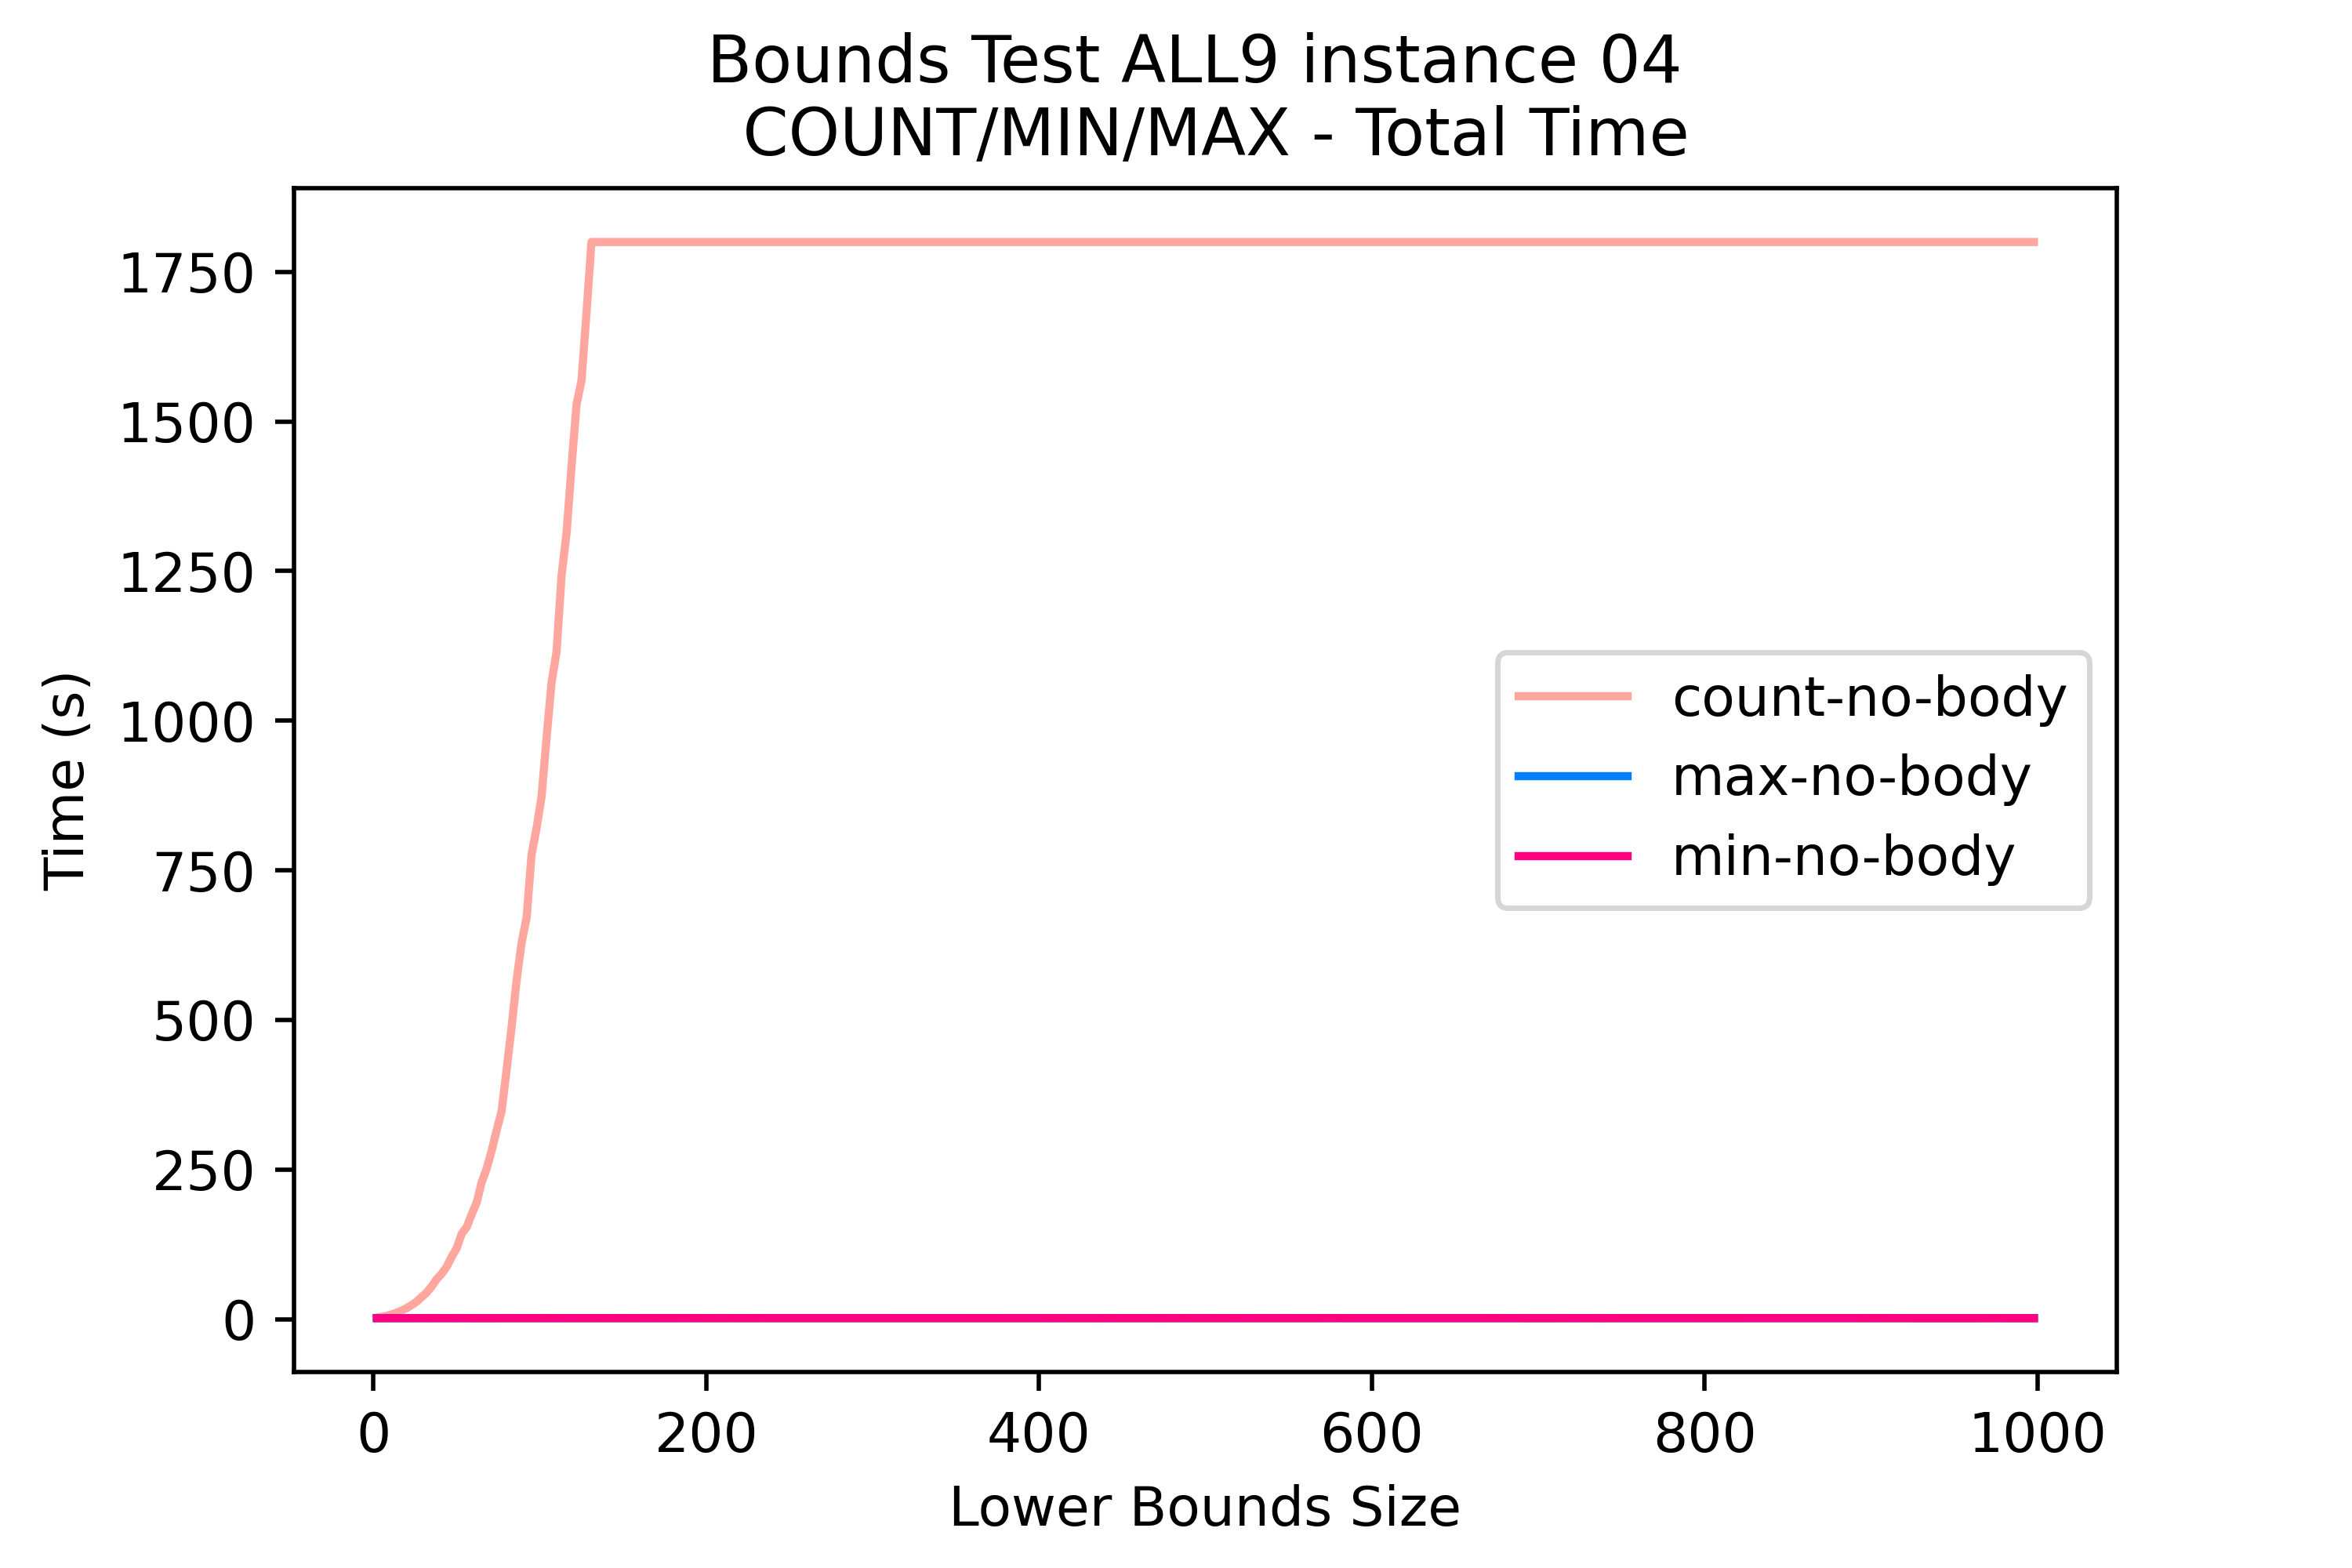 Bounds Test ALL9 instance 04
COUNT/MIN/MAX - Total Time
1750
1500
1250
1000
750
500
250
0
Time (s)
count-no-body
max-no-body
min-no-body
0 200 400 600 800 1000
Lower Bounds Size